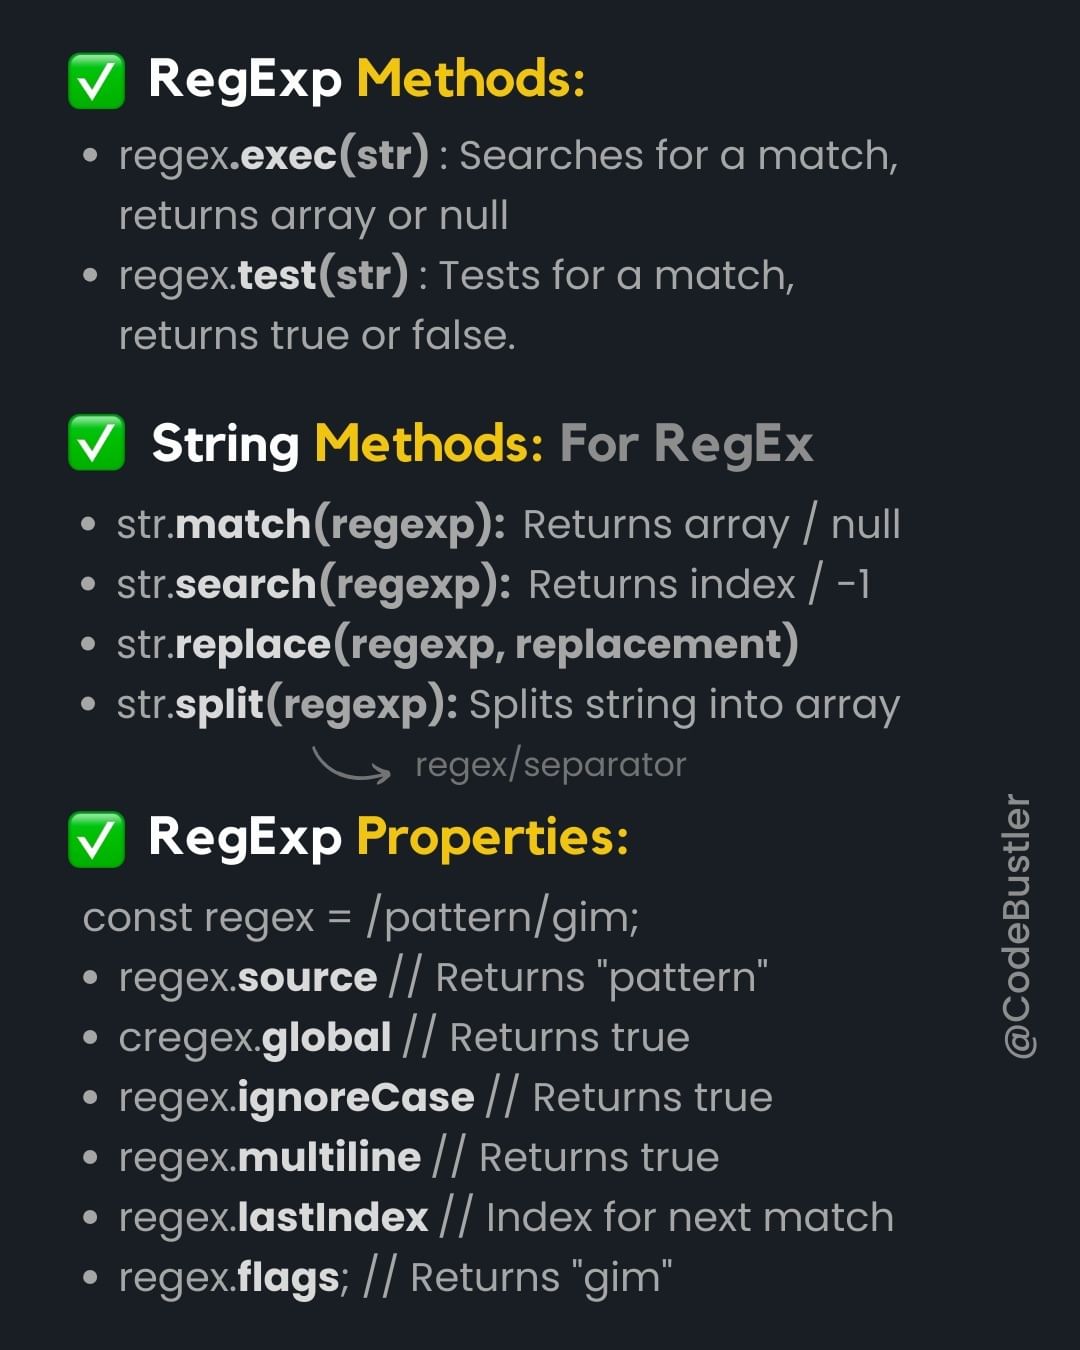 ✅ RegExp Methods:
• regex.exec(str) : Searches for a match,
returns array or null
• regex.test(str) : Tests for a match,
returns true or false.
✅ String Methods: For RegEx
• str.match(regexp): Returns array / null
• str.search(regexp): Returns index / -1
• str.replace(regexp, replacement)
• str.split(regexp): Splits string into array
regex/separator
✅ RegExp Properties:
const regex = /pattern/gim;
• regex.source // Returns "pattern"
• cregex.global // Returns true
• regex.ignoreCase // Returns true
• regex.multiline // Returns true
• regex.lastIndex // Index for next match
• regex.flags; // Returns "gim"
@CodeBustler